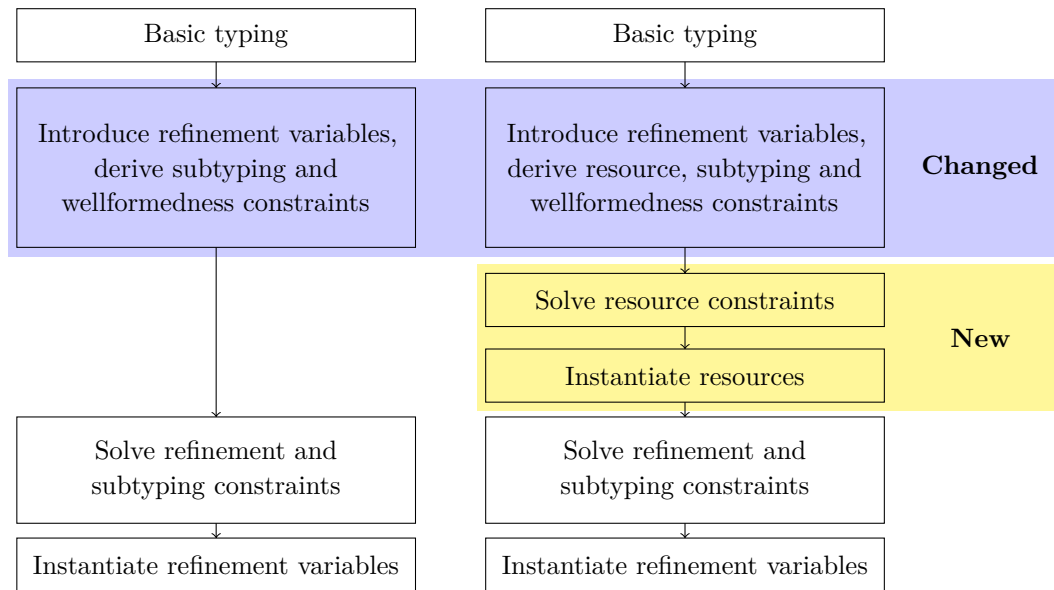 Basic typing
Introduce refinement variables,
derive subtyping and
wellformedness constraints
Solve refinement and
subtyping constraints
Instantiate refinement variables
Basic typing
Introduce refinement variables,
derive resource, subtyping and
wellformedness constraints
Changed
Solve resource constraints
Instantiate resources
New
Solve refinement and
subtyping constraints
Instantiate refinement variables